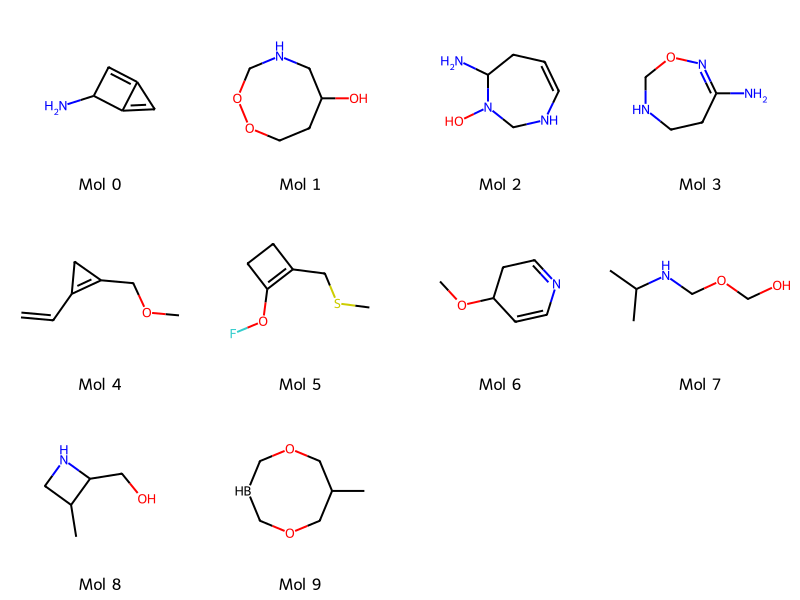 H₂N
Mol 0
H
N
O
O
OH
Mol 1
H₂N
N
HO
NH
Mol 2
O
N
HN
NH₂
Mol 3
O
Mol 4
S
O
F
Mol 5
N
O
Mol 6
H
N
O
OH
Mol 7
H
N
OH
Mol 8
O
HB
O
Mol 9